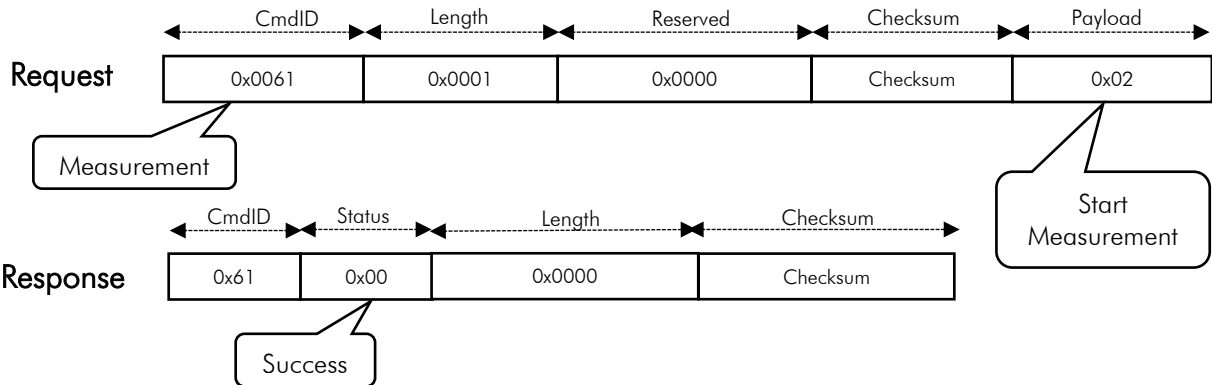 CmdID Length Reserved Checksum Payload
Request 0x0061 0x0001 0x0000 Checksum 0x02
Measurement
Start
Measurement
CmdID Status Length Checksum
Response 0x61 0x00 0x0000 Checksum
Success